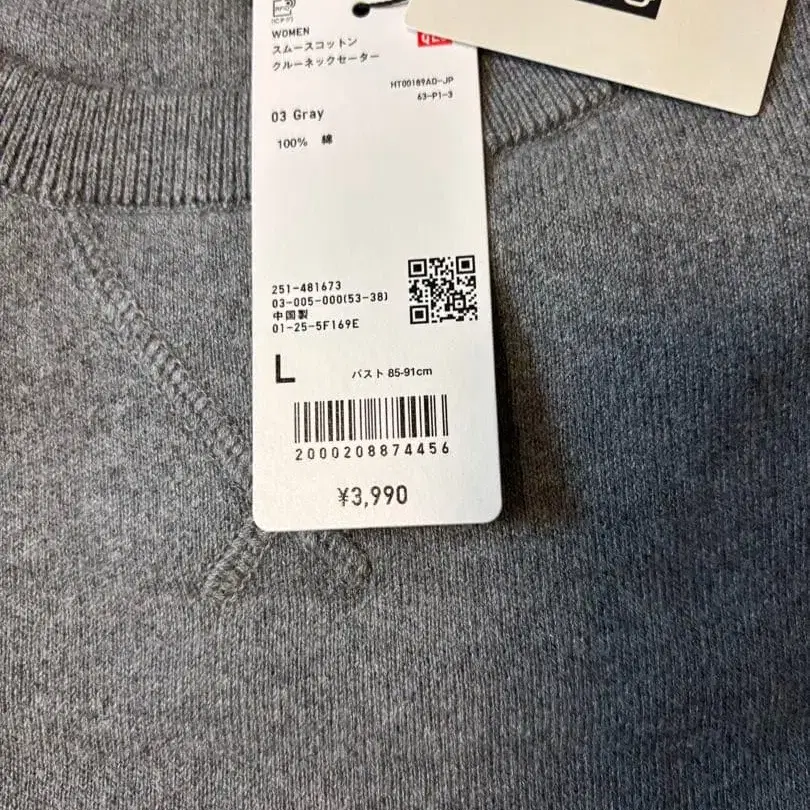 WOMEN
スムースコットン
クルーネックセーター
HT00189AD-JP
63-P1-3
03 Gray
100% 綿
251-481673
03-005-000(53-38)
中国製
01-25-5F169E
L
バスト 85-91cm
2000208874456
¥3,990